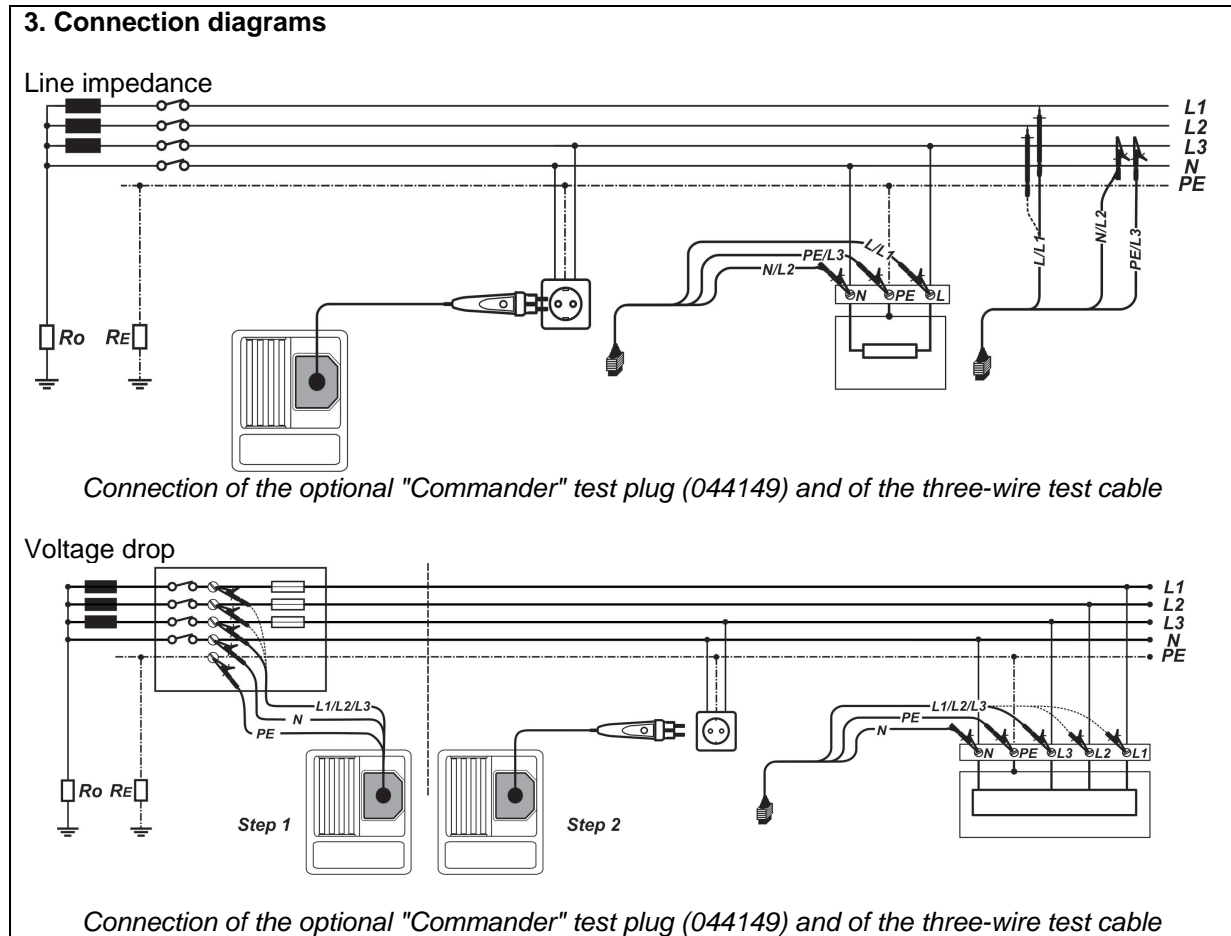 3. Connection diagrams
Line impedance
L1
L2
L3
N
PE
L/L1
PE/L3
N/L2
N PE L
L/L1
N/L2
PE/L3
Ro RE
Connection of the optional "Commander" test plug (044149) and of the three-wire test cable
Voltage drop
L1
L2
L3
N
PE
L1/L2/L3
N
PE
L1/L2/L3
PE
N
N PE L3 L2 L1
Ro RE
Step 1
Step 2
Connection of the optional "Commander" test plug (044149) and of the three-wire test cable